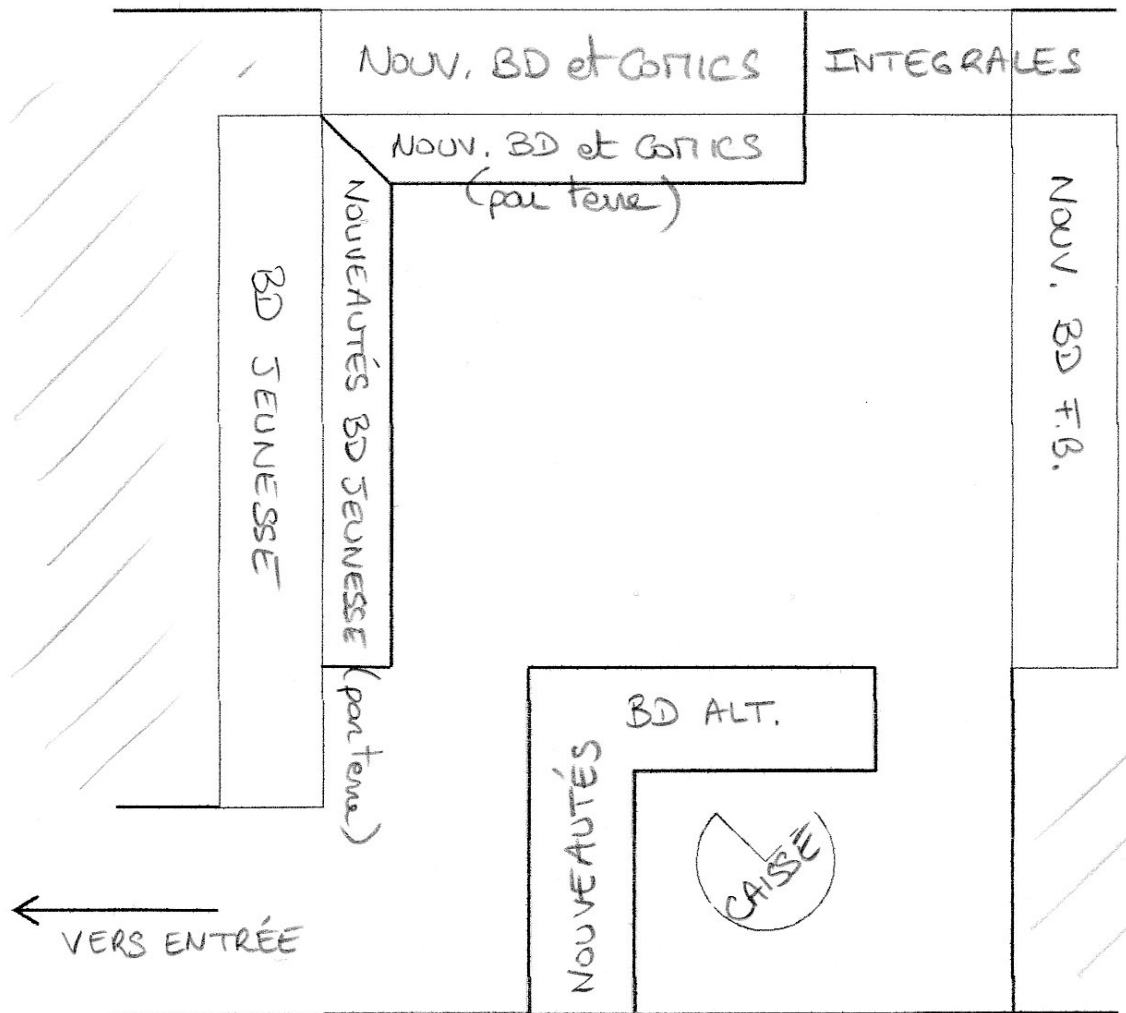 NOUV. BD et COMICS
INTEGRALES
NOUV. BD et COMICS
(par terre)
NOUVEAUTÉS BD JEUNESSE (par terre)
BD JEUNESSE
NOUV. BD F.B.
BD ALT.
NOUVEAUTÉS
CAISSE
VERS ENTRÉE